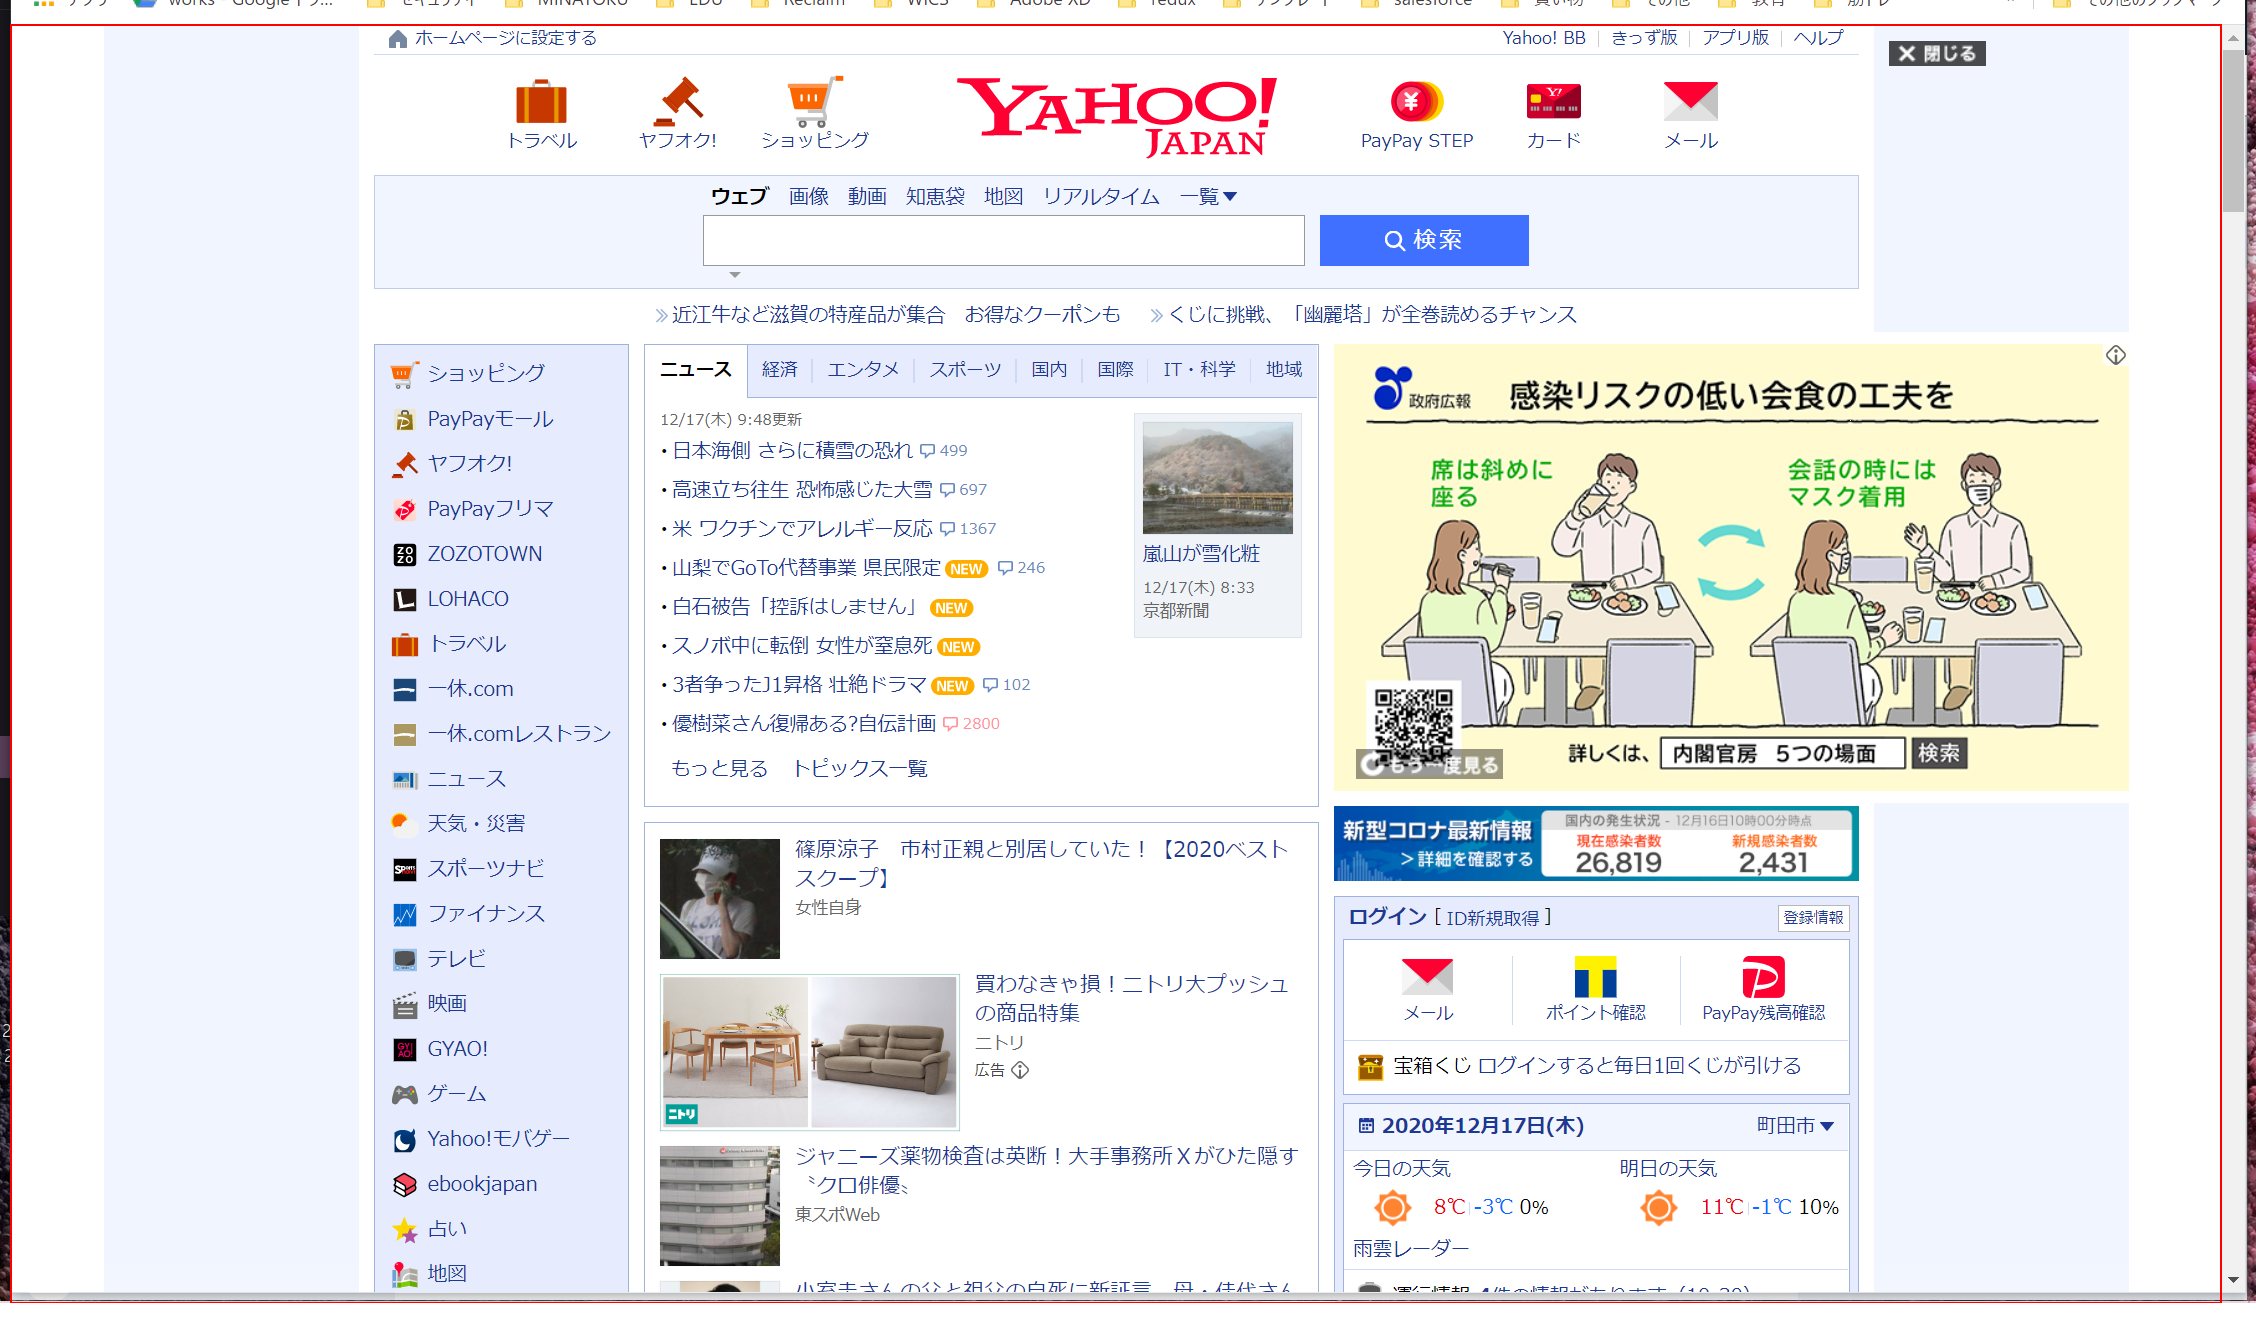 ホームページに設定する
Yahoo! BB
きっず版
アプリ版
ヘルプ
閉じる
トラベル
ヤフオク!
ショッピング
YAHOO!
JAPAN
PayPay STEP
カード
メール
ウェブ 画像 動画 知恵袋 地図 リアルタイム 一覧▼
検索
近江牛など滋賀の特産品が集合 お得なクーポンも
くじに挑戦、「幽麗塔」が全巻読めるチャンス
ショッピング
PayPayモール
ヤフオク!
PayPayフリマ
ZOZOTOWN
LOHACO
トラベル
一休.com
一休.comレストラン
ニュース
天気・災害
スポーツナビ
ファイナンス
テレビ
映画
GYAO!
ゲーム
Yahoo!モバゲー
ebookjapan
占い
地図
ニュース 経済 エンタメ スポーツ 国内 国際 IT・科学 地域
12/17(木) 9:48更新
・日本海側 さらに積雪の恐れ 499
・高速立ち往生 恐怖感じた大雪 697
・米 ワクチンでアレルギー反応 1367
・山梨でGoTo代替事業 県民限定 NEW 246
・白石被告「控訴はしません」 NEW
・スノボ中に転倒 女性が窒息死 NEW
・3者争ったJ1昇格 壮絶ドラマ NEW 102
・優樹菜さん復帰ある?自伝計画 2800
もっと見る トピックス一覧
嵐山が雪化粧
12/17(木) 8:33
京都新聞
篠原涼子 市村正親と別居していた！【2020ベスト
スクープ】
女性自身
買わなきゃ損！ニトリ大プッシュ
の商品特集
ニトリ
広告
ニトリ
ジャニーズ薬物検査は英断！大手事務所Ｘがひた隠す
〝クロ俳優〟
東スポWeb
小室圭さんの父と祖父の自死に新証言 母・佳代さん
政府広報
感染リスクの低い会食の工夫を
席は斜めに
座る
会話の時には
マスク着用
もう一度見る
詳しくは、 内閣官房 5つの場面 検索
新型コロナ最新情報
＞詳細を確認する
国内の発生状況 - 12月16日10時00分時点
現在感染者数 新規感染者数
26,819 2,431
ログイン [ ID新規取得 ]
登録情報
メール
ポイント確認
PayPay残高確認
宝箱くじ ログインすると毎日1回くじが引ける
2020年12月17日(木)
町田市▼
今日の天気 明日の天気
8℃ -3℃ 0% 11℃ -1℃ 10%
雨雲レーダー